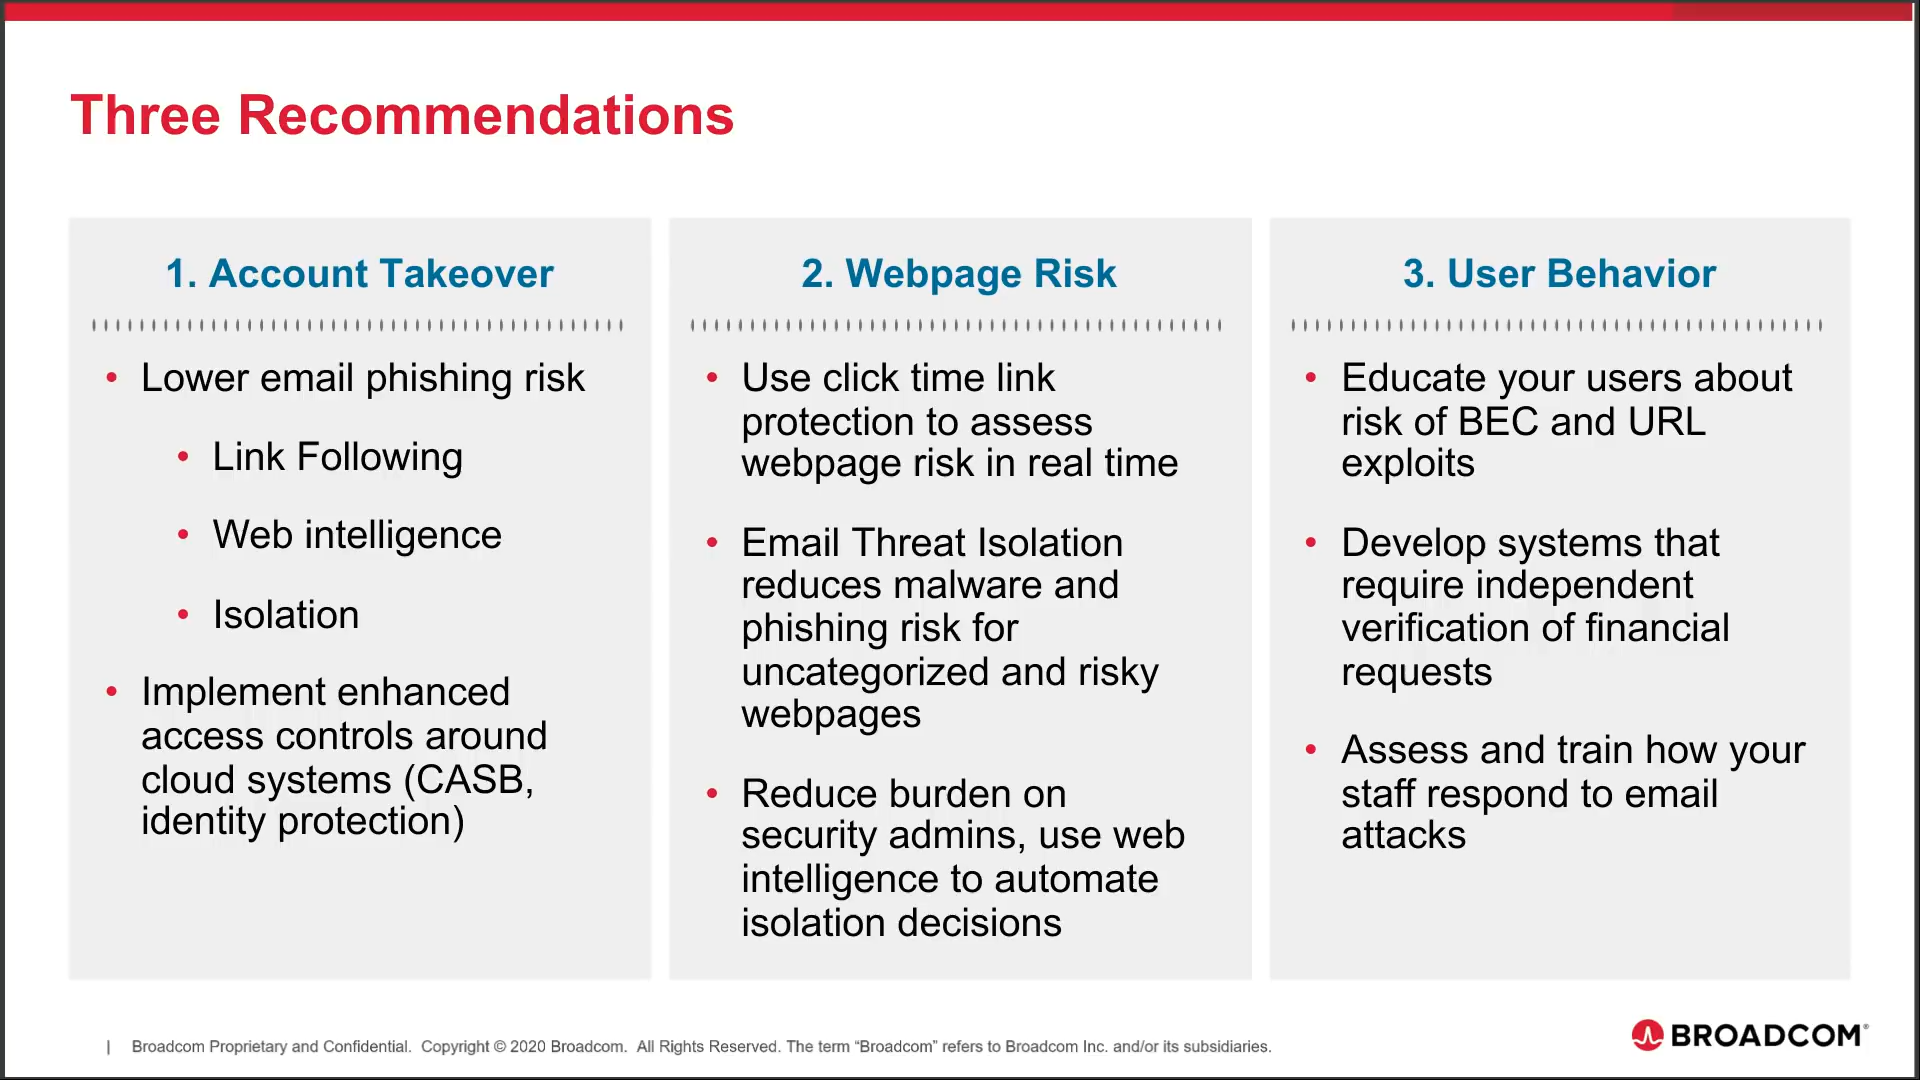 Three Recommendations
1. Account Takeover
• Lower email phishing risk
• Link Following
• Web intelligence
• Isolation
• Implement enhanced
access controls around
cloud systems (CASB,
identity protection)
2. Webpage Risk
• Use click time link
protection to assess
webpage risk in real time
• Email Threat Isolation
reduces malware and
phishing risk for
uncategorized and risky
webpages
• Reduce burden on
security admins, use web
intelligence to automate
isolation decisions
3. User Behavior
• Educate your users about
risk of BEC and URL
exploits
• Develop systems that
require independent
verification of financial
requests
• Assess and train how your
staff respond to email
attacks
| Broadcom Proprietary and Confidential. Copyright © 2020 Broadcom. All Rights Reserved. The term “Broadcom” refers to Broadcom Inc. and/or its subsidiaries.
BROADCOM®